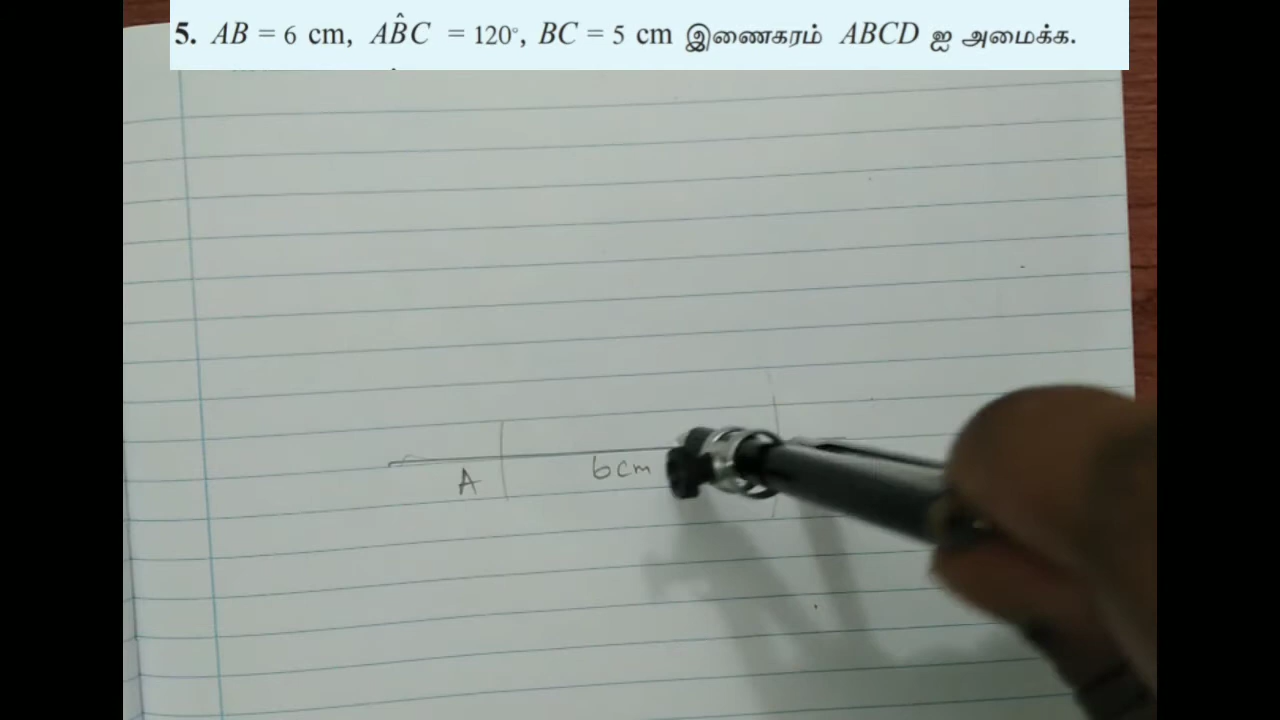 5. AB = 6 cm, AB̂C = 120°, BC = 5 cm இணைகரம் ABCD ஐ அமைக்க.
A 6cm